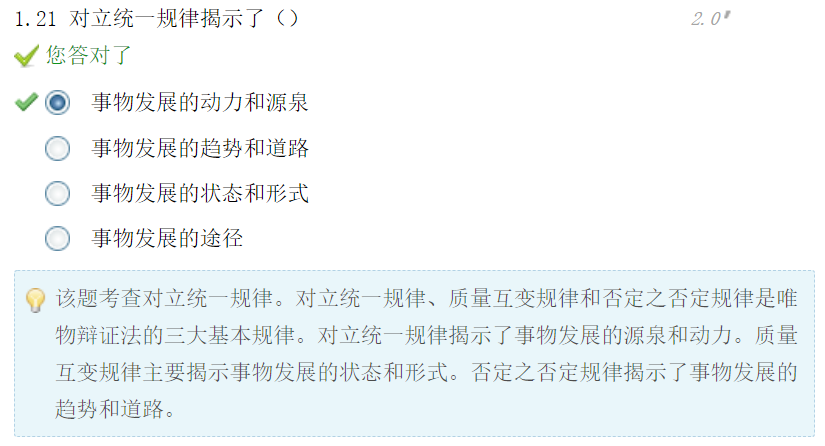 1.21 对立统一规律揭示了（） 2.0'
您答对了
事物发展的动力和源泉
事物发展的趋势和道路
事物发展的状态和形式
事物发展的途径
该题考查对立统一规律。对立统一规律、质量互变规律和否定之否定规律是唯
物辩证法的三大基本规律。对立统一规律揭示了事物发展的源泉和动力。质量
互变规律主要揭示事物发展的状态和形式。否定之否定规律揭示了事物发展的
趋势和道路。